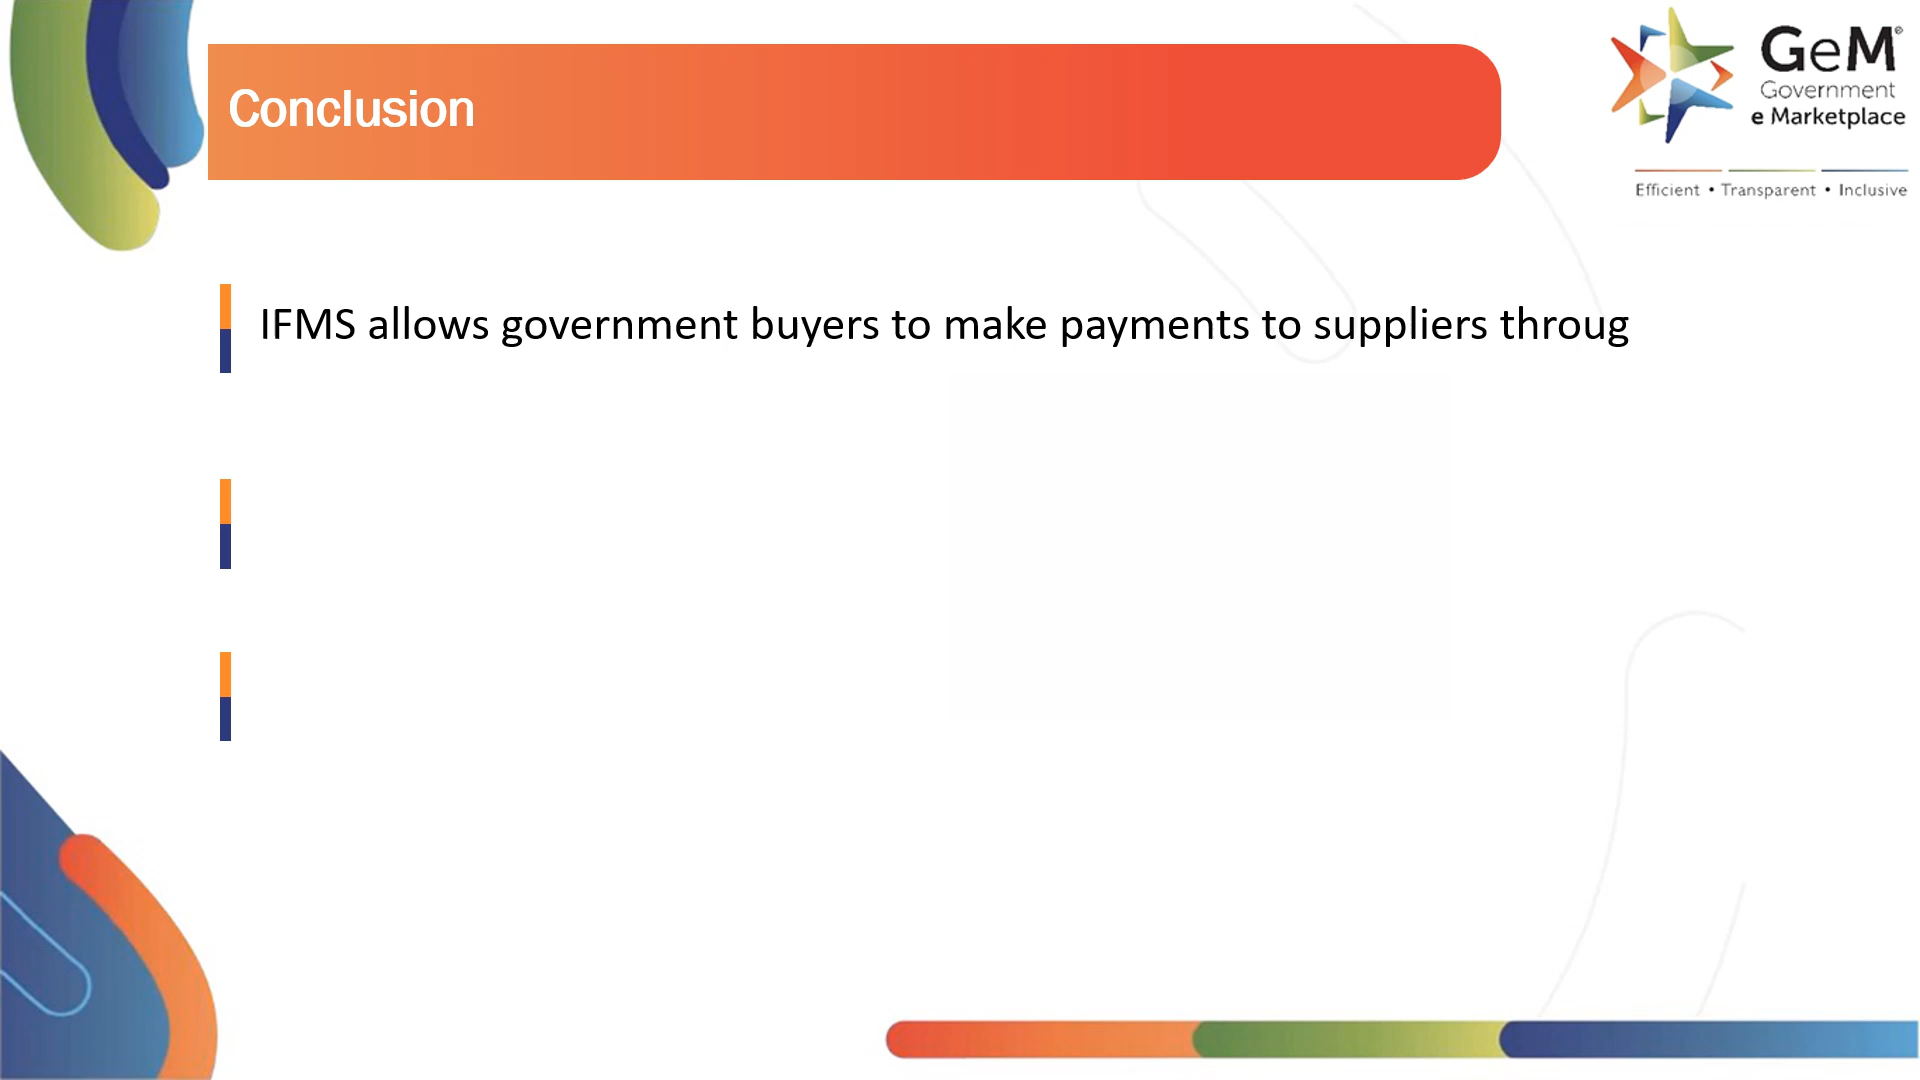 Conclusion
GeM®
Government
e Marketplace
Efficient • Transparent • Inclusive
IFMS allows government buyers to make payments to suppliers throug